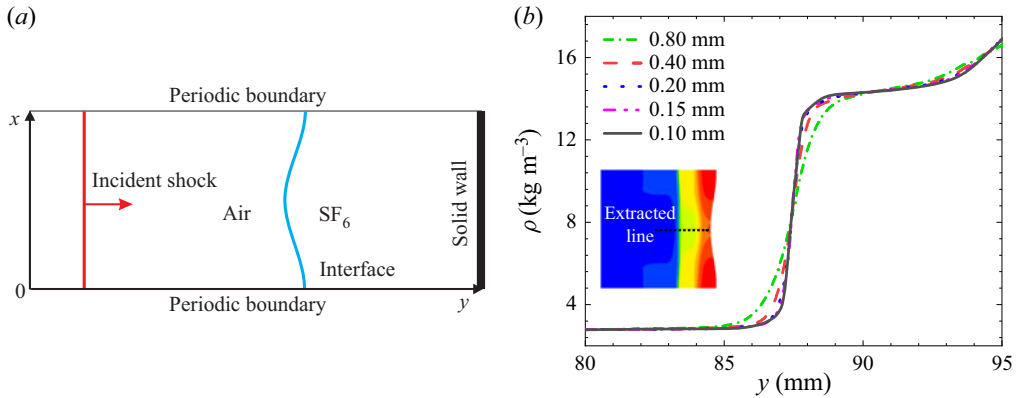 (a)
Periodic boundary
x
Incident shock
Air
SF6
Solid wall
Interface
0
Periodic boundary
y
(b)
16
12
8
4
ρ (kg m−3)
0.80 mm
0.40 mm
0.20 mm
0.15 mm
0.10 mm
Extracted
line
80
85
90
95
y (mm)